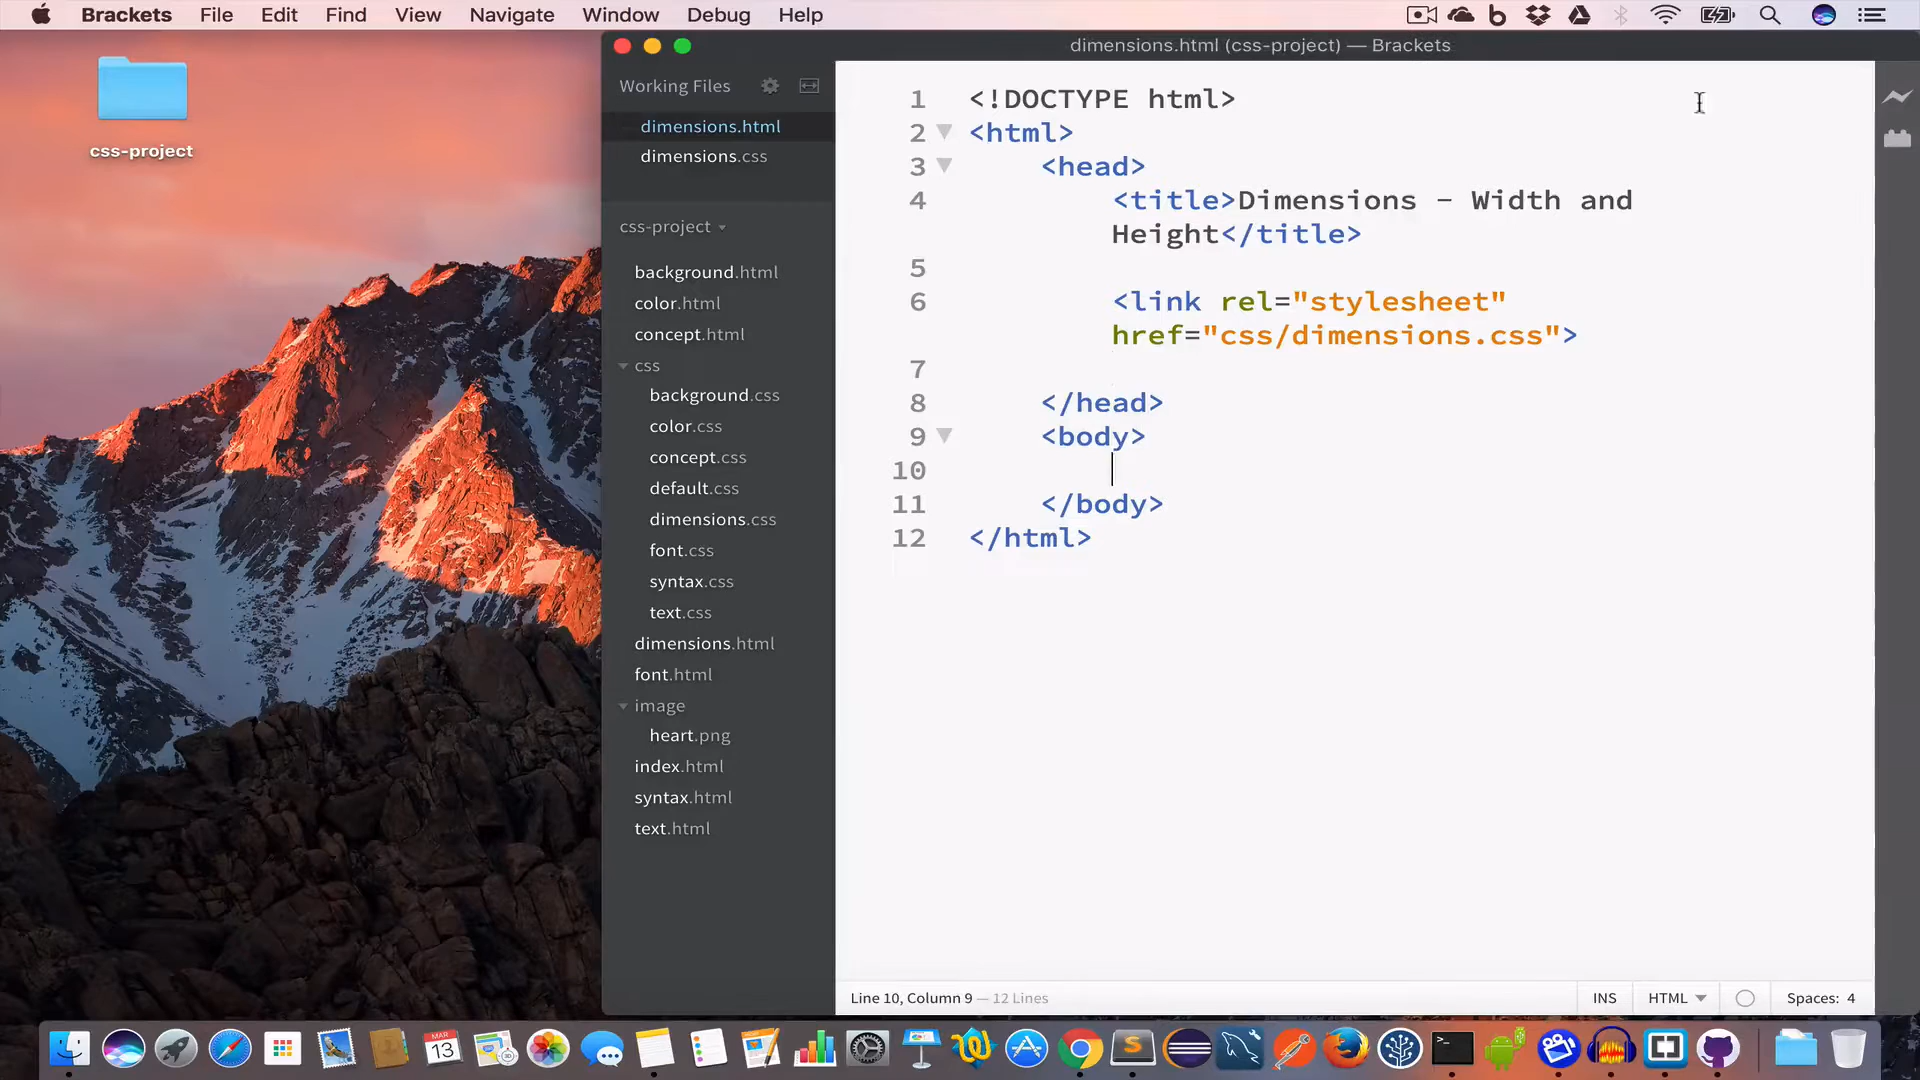 Brackets File Edit Find View Navigate Window Debug Help
dimensions.html (css-project) — Brackets
css-project
Working Files
dimensions.html
dimensions.css
css-project
background.html
color.html
concept.html
css
background.css
color.css
concept.css
default.css
dimensions.css
font.css
syntax.css
text.css
dimensions.html
font.html
image
heart.png
index.html
syntax.html
text.html
1 <!DOCTYPE html>
2 <html>
3 <head>
4 <title>Dimensions - Width and
Height</title>
5
6 <link rel="stylesheet"
href="css/dimensions.css">
7
8 </head>
9 <body>
10
11 </body>
12 </html>
Line 10, Column 9 — 12 Lines
INS HTML Spaces: 4
MAR
13